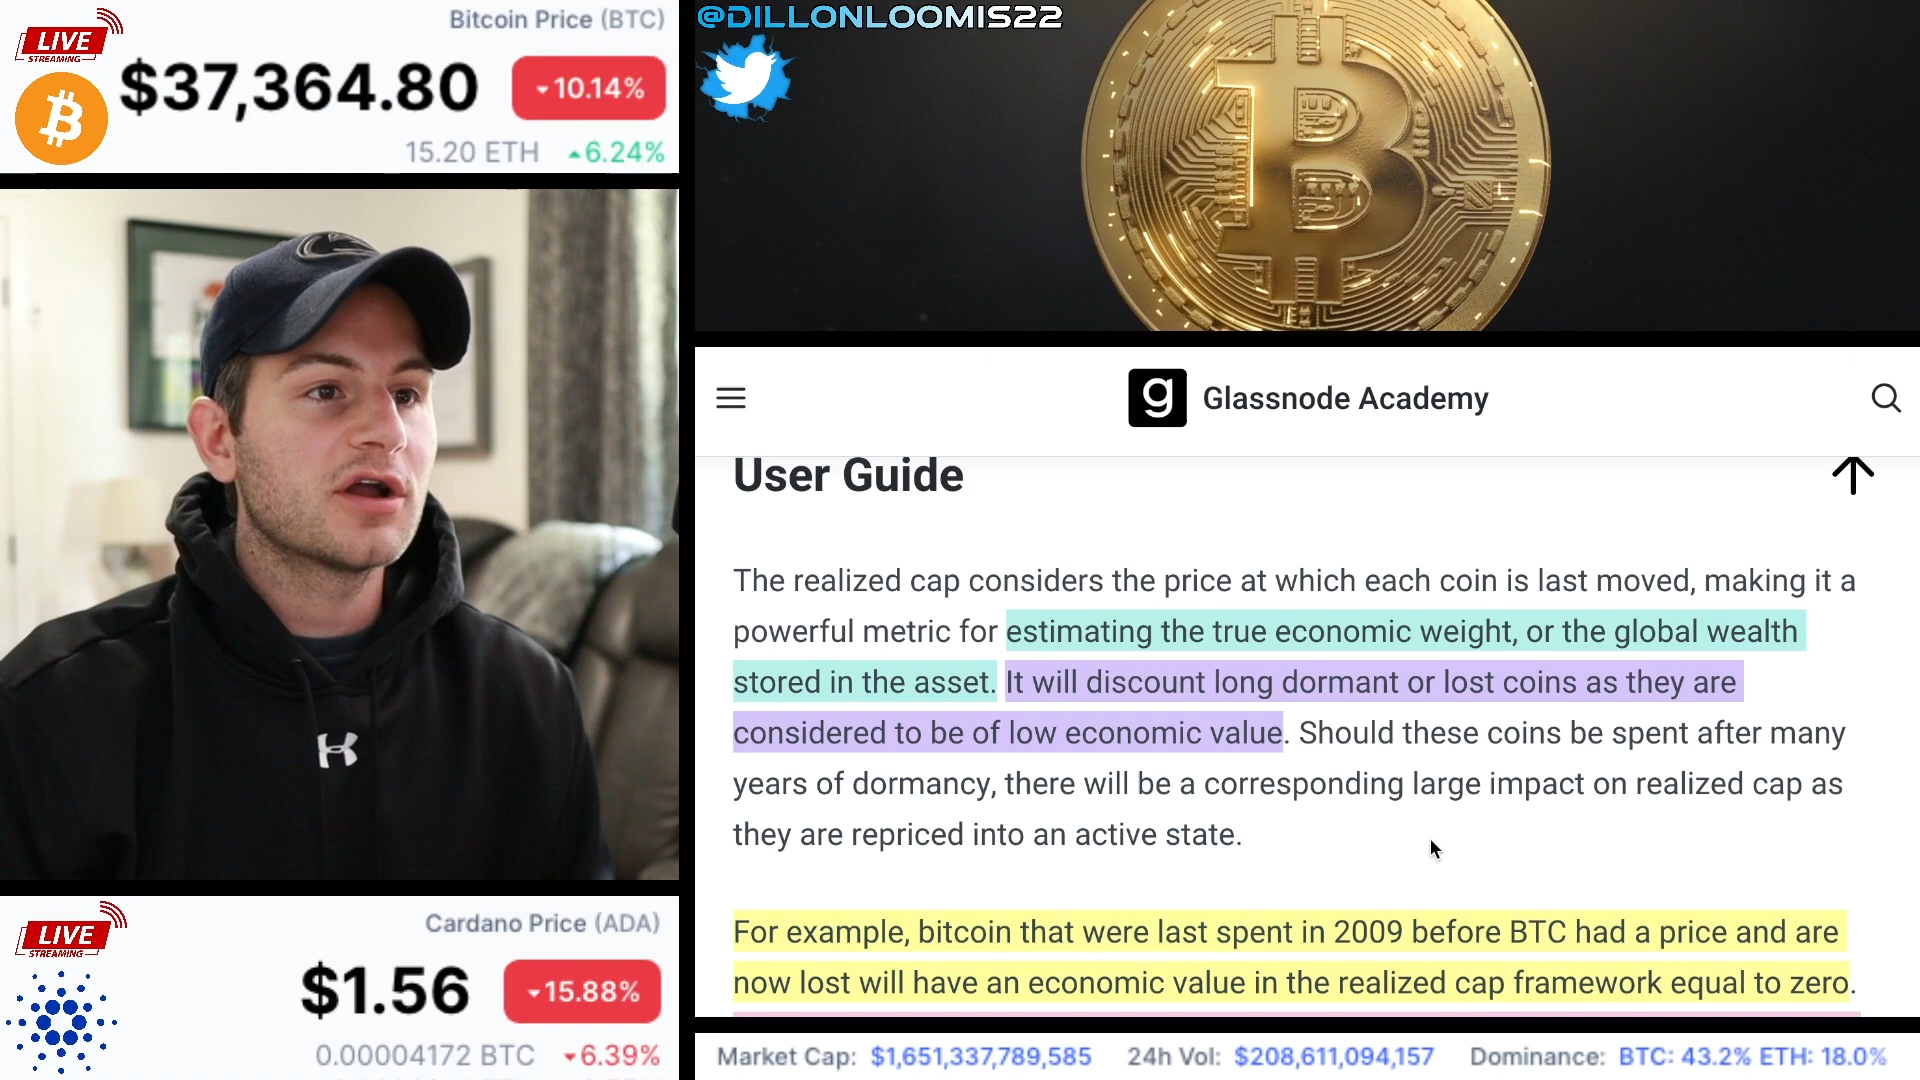 Bitcoin Price (BTC)
LIVE
STREAMING
$37,364.80
10.14%
15.20 ETH
6.24%
@DILLONLOOMIS22
g
Glassnode Academy
User Guide
The realized cap considers the price at which each coin is last moved, making it a
powerful metric for estimating the true economic weight, or the global wealth
stored in the asset. It will discount long dormant or lost coins as they are
considered to be of low economic value. Should these coins be spent after many
years of dormancy, there will be a corresponding large impact on realized cap as
they are repriced into an active state.
For example, bitcoin that were last spent in 2009 before BTC had a price and are
now lost will have an economic value in the realized cap framework equal to zero.
Cardano Price (ADA)
LIVE
STREAMING
$1.56
15.88%
0.00004172 BTC
6.39%
Market Cap: $1,651,337,789,585 24h Vol: $208,611,094,157 Dominance: BTC: 43.2% ETH: 18.0%